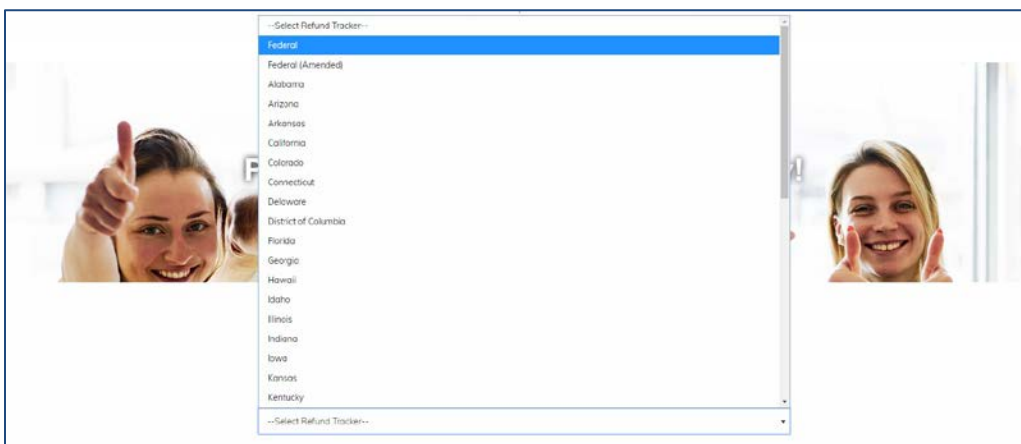 --Select Refund Tracker--
Federal
Federal (Amended)
Alabama
Arizona
Arkansas
California
Colorado
Connecticut
Delaware
District of Columbia
Florida
Georgia
Hawaii
Idaho
Illinois
Indiana
Iowa
Kansas
Kentucky
--Select Refund Tracker--